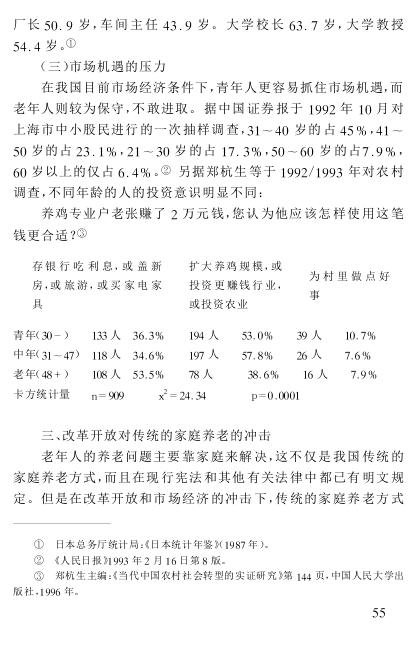 厂长 50.9 岁,车间主任 43.9 岁。大学校长 63.7 岁,大学教授
54.4 岁。①
(三)市场机遇的压力
在我国目前市场经济条件下,青年人更容易抓住市场机遇,而
老年人则较为保守,不敢进取。据中国证券报于 1992 年 10 月对
上海市中小股民进行的一次抽样调查,31~40 岁的占 45%,41~
50 岁的占 23.1%,21~30 岁的占 17.3%,50~60 岁的占7.9%,
60 岁以上的仅占 6.4%。② 另据郑杭生等于 1992/1993 年对农村
调查,不同年龄的人的投资意识明显不同:
养鸡专业户老张赚了 2 万元钱,您认为他应该怎样使用这笔
钱更合适?③
存银行吃利息,或盖新 扩大养鸡规模,或 为村里做点好
房,或旅游,或买家电家 投资更赚钱行业, 事
具 或投资农业
青年(30-) 133 人 36.3% 194 人 53.0% 39 人 10.7%
中年(31~47) 118 人 34.6% 197 人 57.8% 26 人 7.6%
老年(48+) 108 人 53.5% 78 人 38.6% 16 人 7.9%
卡方统计量 n=909 x²=24.34 p=0.0001
三、改革开放对传统的家庭养老的冲击
老年人的养老问题主要靠家庭来解决,这不仅是我国传统的
家庭养老方式,而且在现行宪法和其他有关法律中都已有明文规
定。但是在改革开放和市场经济的冲击下,传统的家庭养老方式
① 日本总务厅统计局:《日本统计年鉴》(1987 年)。
② 《人民日报》1993 年 2 月 16 日第 8 版。
③ 郑杭生主编:《当代中国农村社会转型的实证研究》第 144 页,中国人民大学出
版社,1996 年。
55